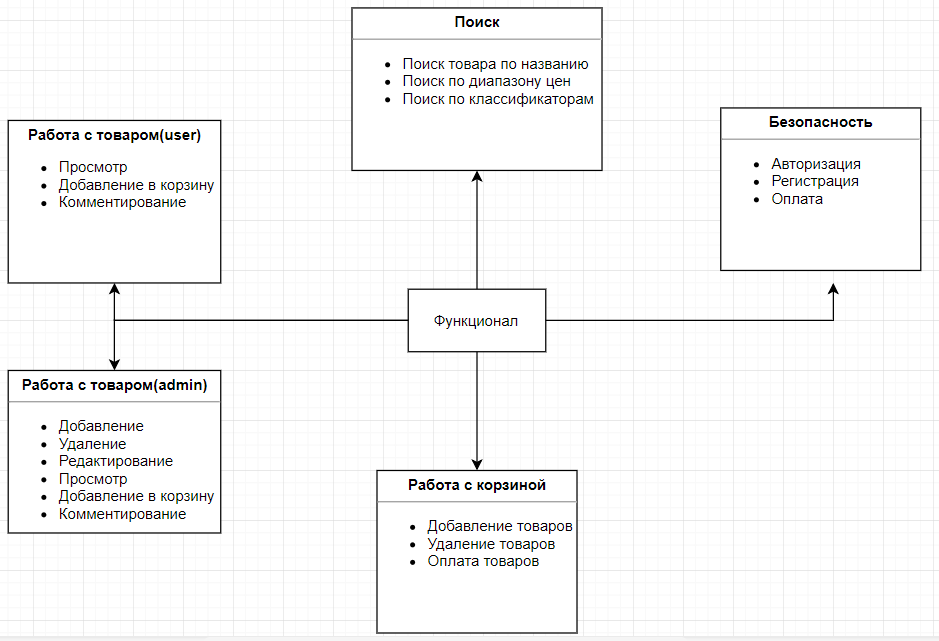 Поиск
• Поиск товара по названию
• Поиск по диапазону цен
• Поиск по классификаторам
Работа с товаром(user)
• Просмотр
• Добавление в корзину
• Комментирование
Безопасность
• Авторизация
• Регистрация
• Оплата
Функционал
Работа с товаром(admin)
• Добавление
• Удаление
• Редактирование
• Просмотр
• Добавление в корзину
• Комментирование
Работа с корзиной
• Добавление товаров
• Удаление товаров
• Оплата товаров